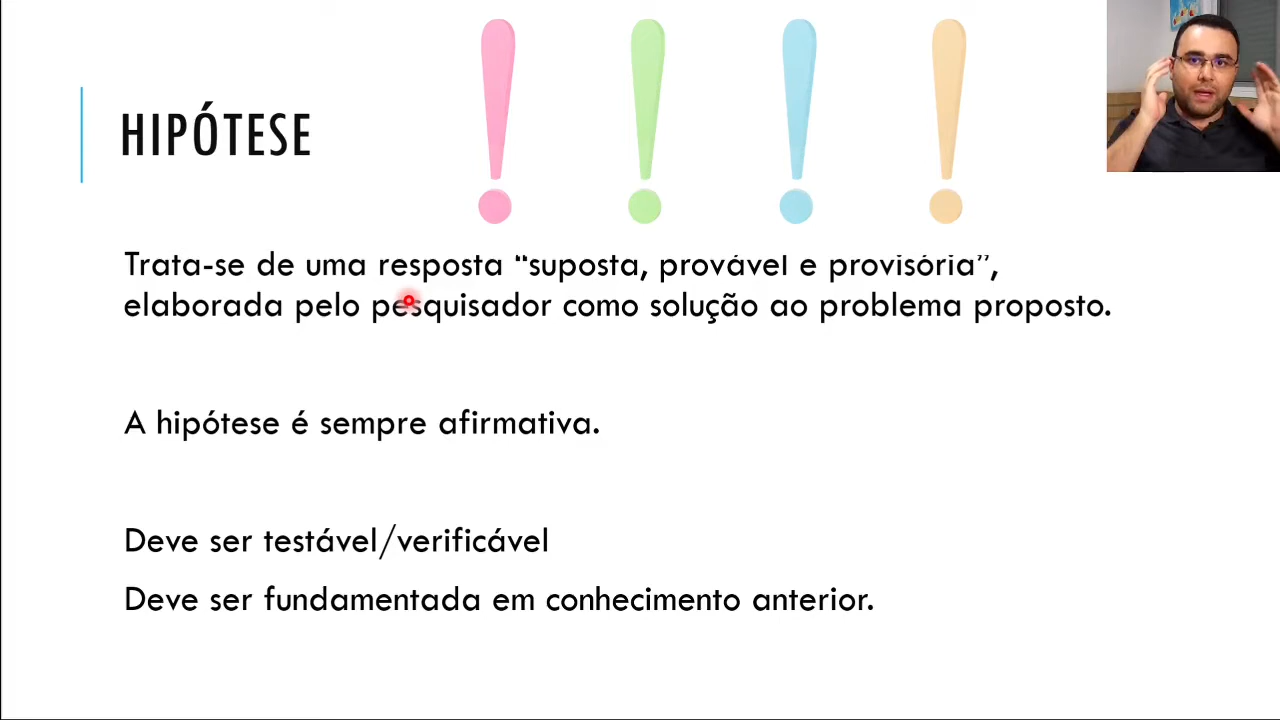 HIPÓTESE
Trata-se de uma resposta “suposta, provável e provisória”,
elaborada pelo pesquisador como solução ao problema proposto.
A hipótese é sempre afirmativa.
Deve ser testável/verificável
Deve ser fundamentada em conhecimento anterior.